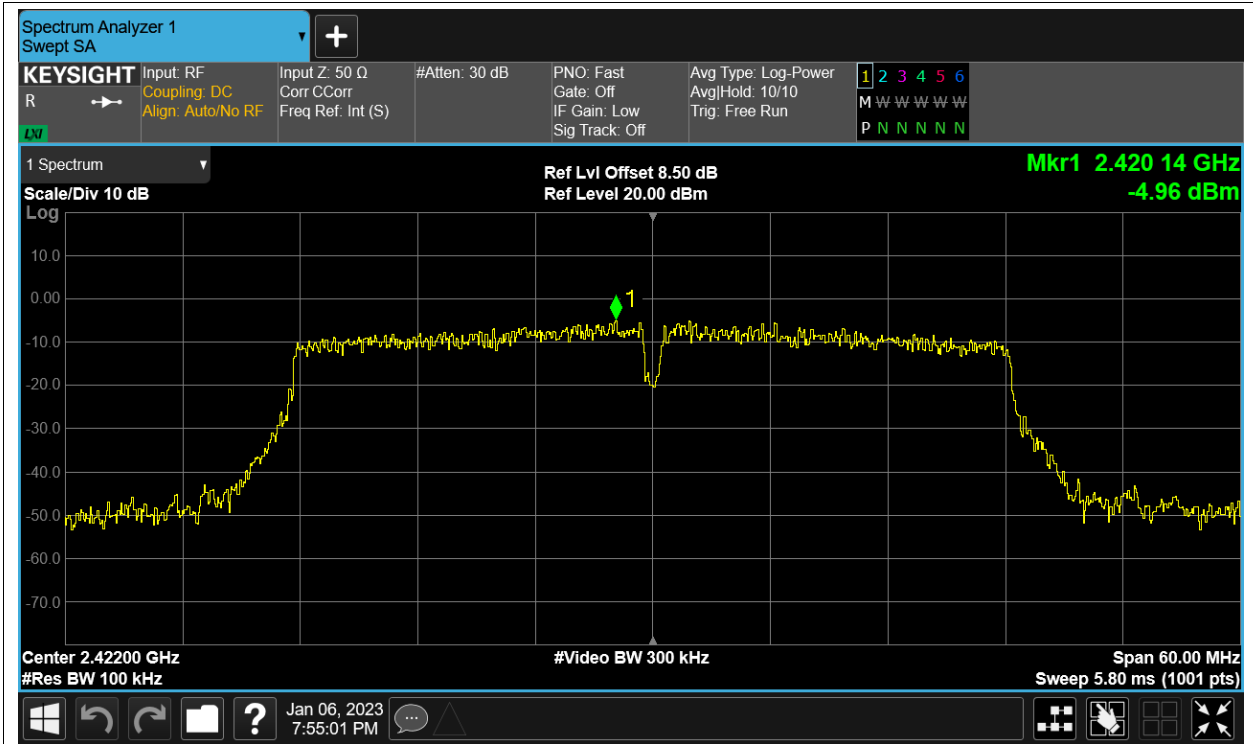 Spectrum Analyzer 1
Swept SA
+
KEYSIGHT
R
LXI
Input: RF
Coupling: DC
Align: Auto/No RF
Input Z: 50 Ω
Corr CCorr
Freq Ref: Int (S)
#Atten: 30 dB
PNO: Fast
Gate: Off
IF Gain: Low
Sig Track: Off
Avg Type: Log-Power
Avg|Hold: 10/10
Trig: Free Run
1 2 3 4 5 6
M W W W W W W
P N N N N N N
1 Spectrum
Scale/Div 10 dB
Log
Ref Lvl Offset 8.50 dB
Ref Level 20.00 dBm
Mkr1 2.420 14 GHz
-4.96 dBm
10.0
0.00
1
-10.0
-20.0
-30.0
-40.0
-50.0
-60.0
-70.0
Center 2.42200 GHz
#Res BW 100 kHz
#Video BW 300 kHz
Span 60.00 MHz
Sweep 5.80 ms (1001 pts)
?
Jan 06, 2023
7:55:01 PM